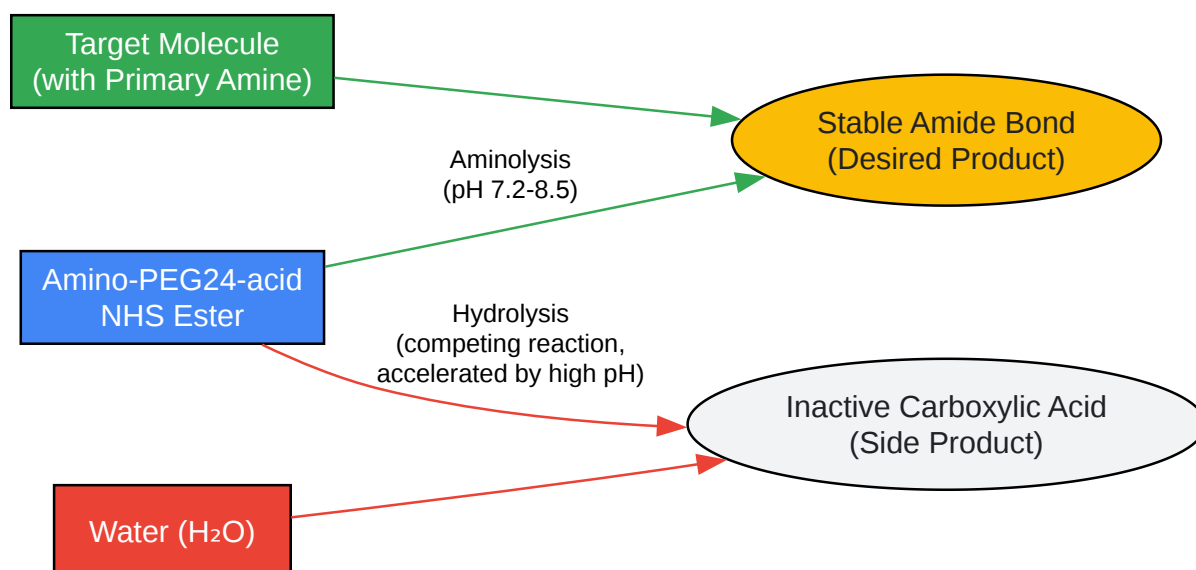 Target Molecule
(with Primary Amine)
Stable Amide Bond
(Desired Product)
Aminolysis
(pH 7.2-8.5)
Amino-PEG24-acid
NHS Ester
Hydrolysis
(competing reaction,
accelerated by high pH)
Inactive Carboxylic Acid
(Side Product)
Water (H₂O)